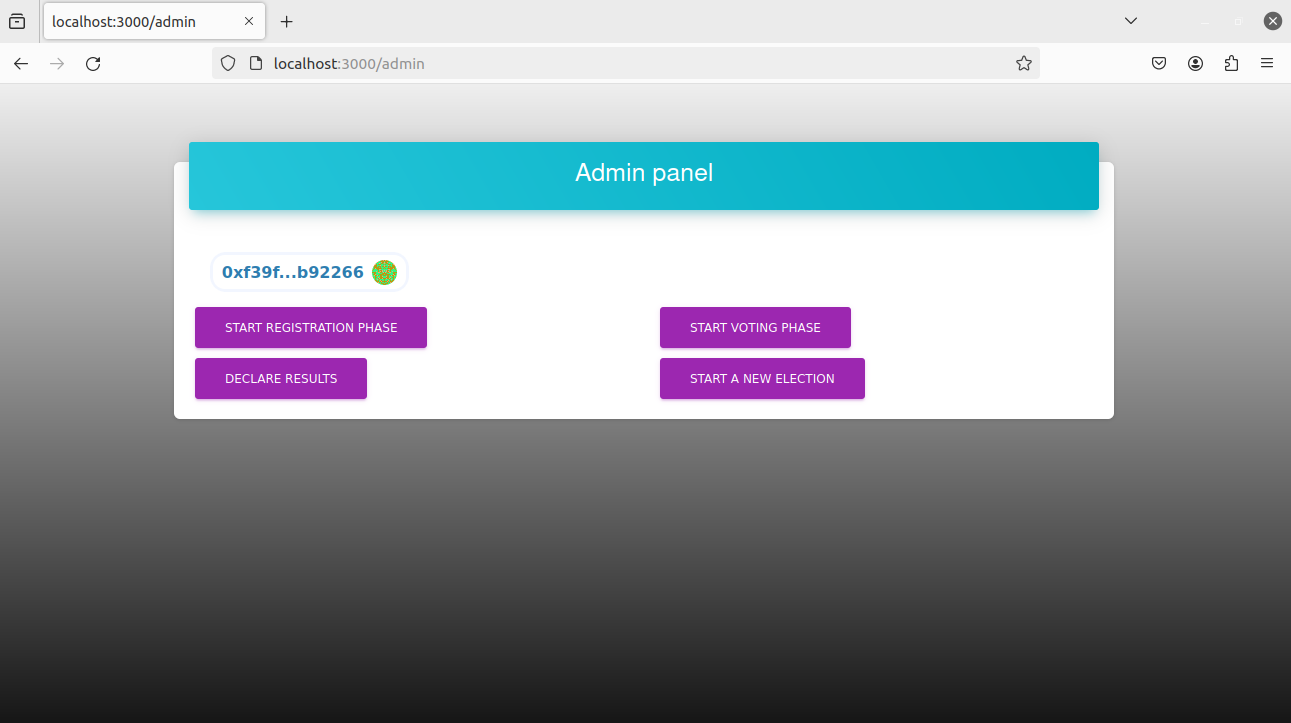 localhost:3000/admin
localhost:3000/admin
Admin panel
0xf39f...b92266
START REGISTRATION PHASE
START VOTING PHASE
DECLARE RESULTS
START A NEW ELECTION